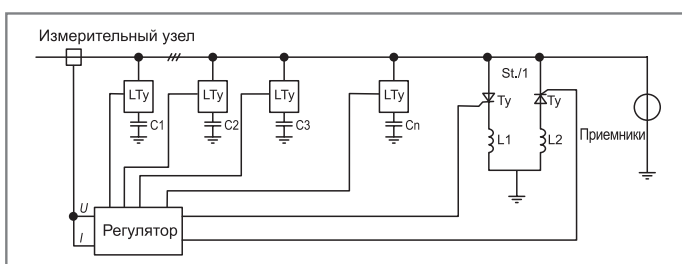 Измерительный узел
St./1
LTy LTy LTy LTy Ty Ty
C1 C2 C3 Cn L1 L2 Приемники
U
I
Регулятор